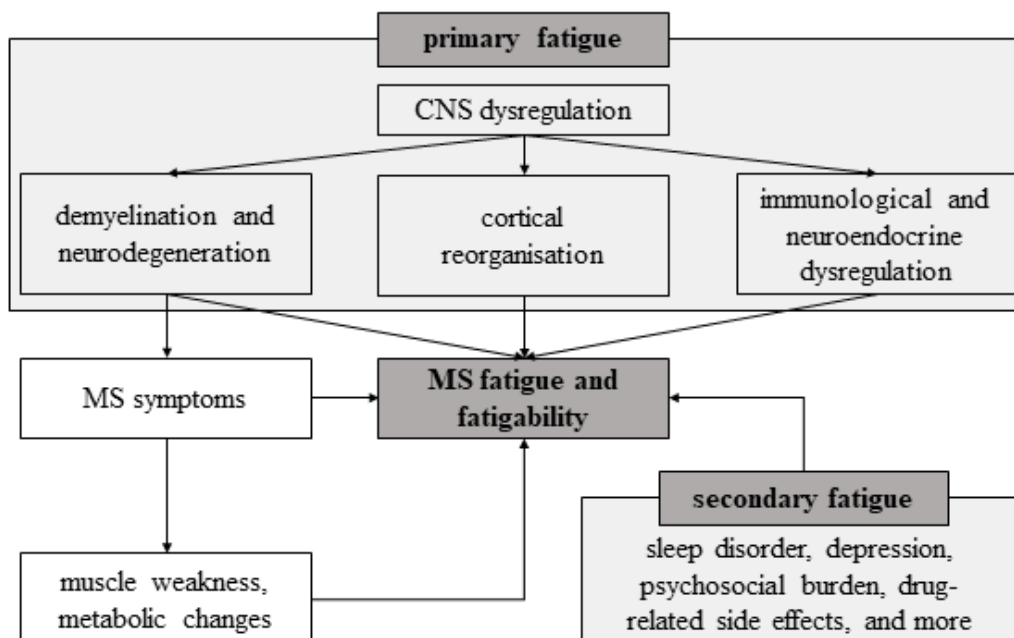 primary fatigue
CNS dysregulation
demyelination and
neurodegeneration
cortical
reorganisation
immunological and
neuroendocrine
dysregulation
MS symptoms
MS fatigue and
fatigability
secondary fatigue
sleep disorder, depression,
psychosocial burden, drug-
related side effects, and more
muscle weakness,
metabolic changes